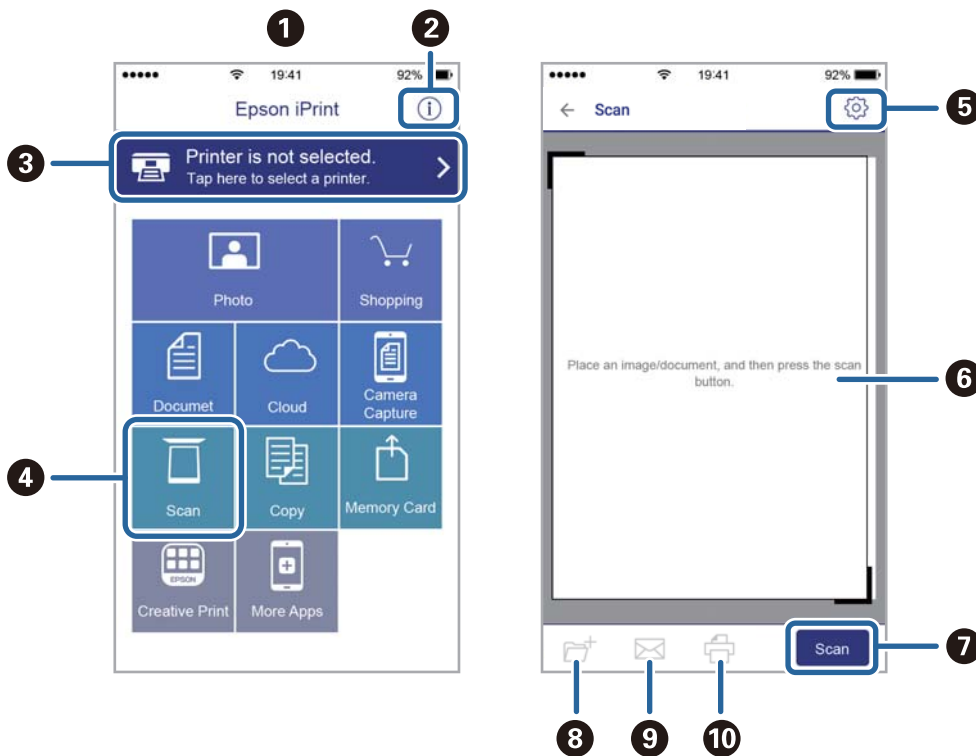 1
2
19:41
92%
Epson iPrint
i
3
Printer is not selected.
Tap here to select a printer.
Photo
Shopping
Documet
Cloud
Camera
Capture
4
Scan
Copy
Memory Card
EPSON
Creative Print
More Apps
19:41
92%
Scan
5
Place an image/document, and then press the scan
button.
6
Scan
7
8
9
10